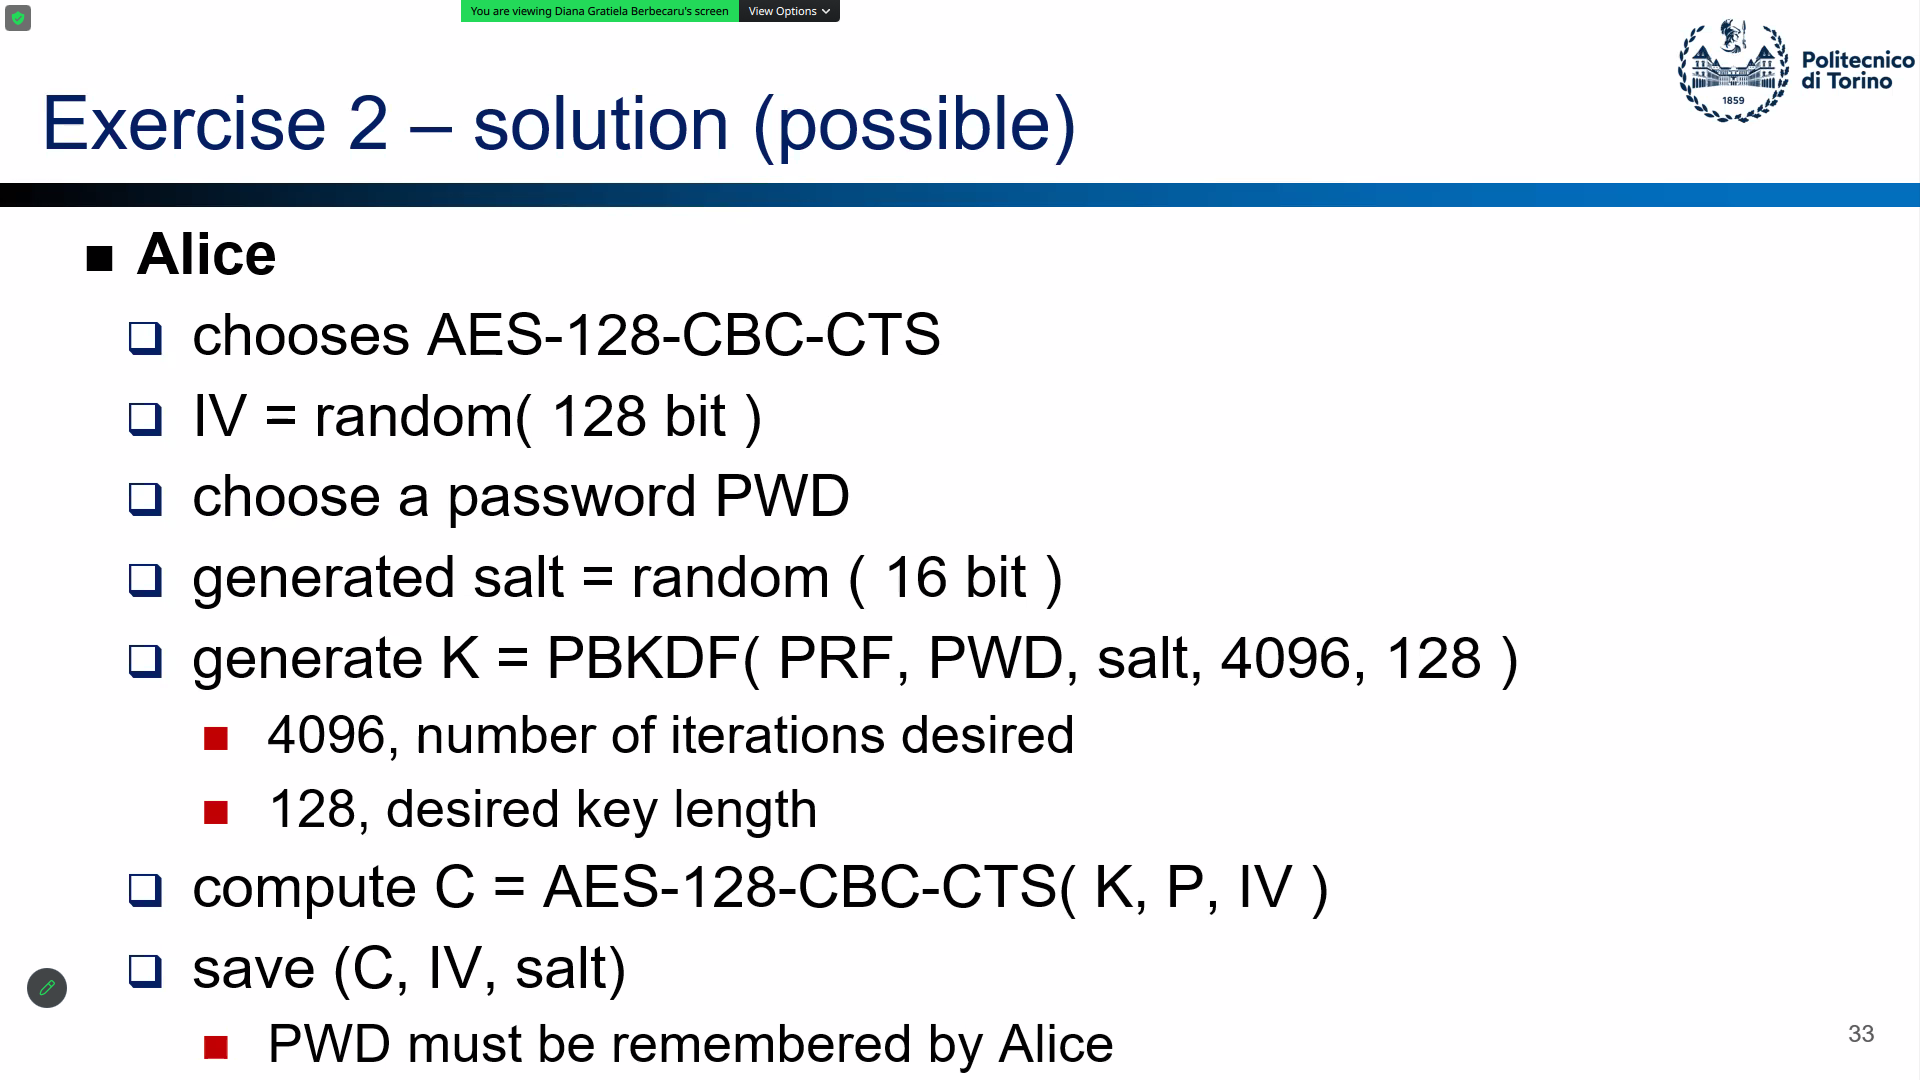 You are viewing Diana Gratiela Berbecaru's screen
View Options
Politecnico
di Torino
1859
Exercise 2 – solution (possible)
Alice
chooses AES-128-CBC-CTS
IV = random( 128 bit )
choose a password PWD
generated salt = random ( 16 bit )
generate K = PBKDF( PRF, PWD, salt, 4096, 128 )
4096, number of iterations desired
128, desired key length
compute C = AES-128-CBC-CTS( K, P, IV )
save (C, IV, salt)
PWD must be remembered by Alice
33